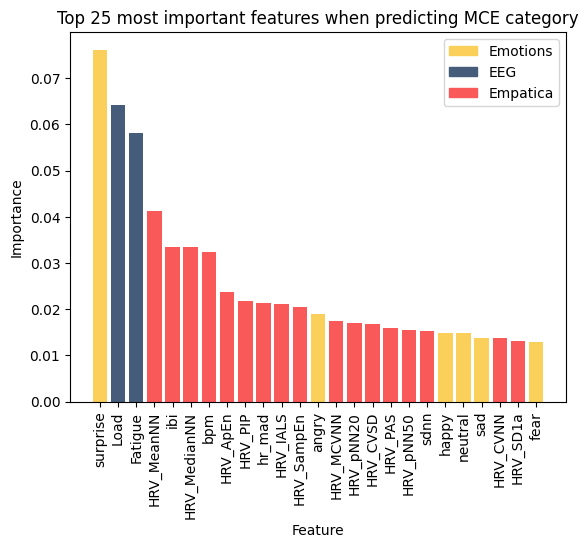 Top 25 most important features when predicting MCE category
Emotions
EEG
Empatica
Importance
0.07
0.06
0.05
0.04
0.03
0.02
0.01
0.00
surprise
Load
Fatigue
HRV_MeanNN
ibi
HRV_MedianNN
bpm
HRV_ApEn
HRV_PIP
hr_mad
HRV_IALS
HRV_SampEn
angry
HRV_MCVNN
HRV_pNN20
HRV_CVSD
HRV_PAS
HRV_pNN50
sdnn
happy
neutral
sad
HRV_CVNN
HRV_SD1a
fear
Feature